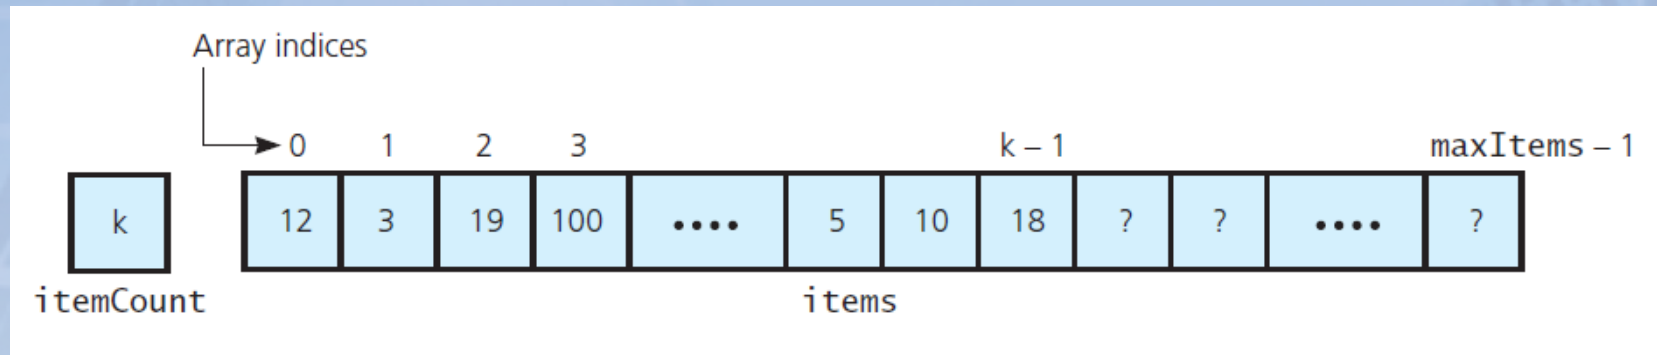 Array indices
0 1 2 3 k – 1 maxItems – 1
k 12 3 19 100 •••• 5 10 18 ? ? •••• ?
itemCount items